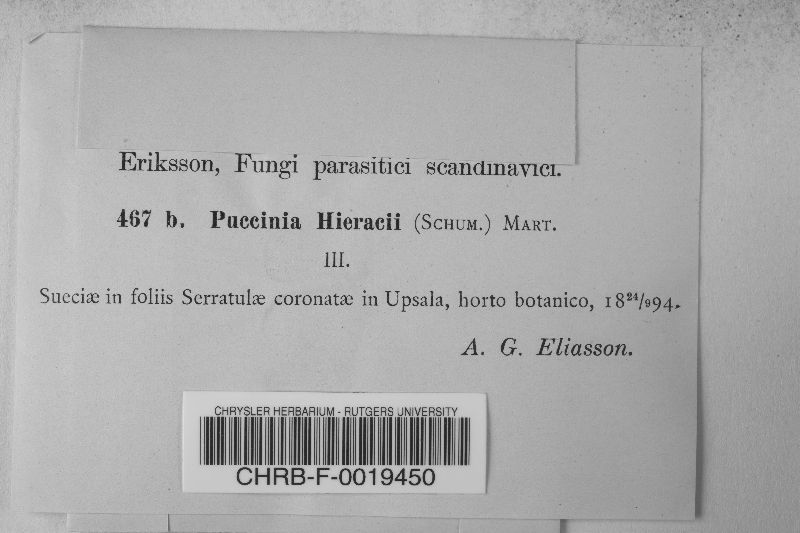 Eriksson, Fungi parasitici scandinavici.
467 b. Puccinia Hieracii (SCHUM.) MART.
III.
Sueciæ in foliis Serratulæ coronatæ in Upsala, horto botanico, 18²⁴/₉94.
A. G. Eliasson.
CHRYSLER HERBARIUM - RUTGERS UNIVERSITY
CHRB-F-0019450